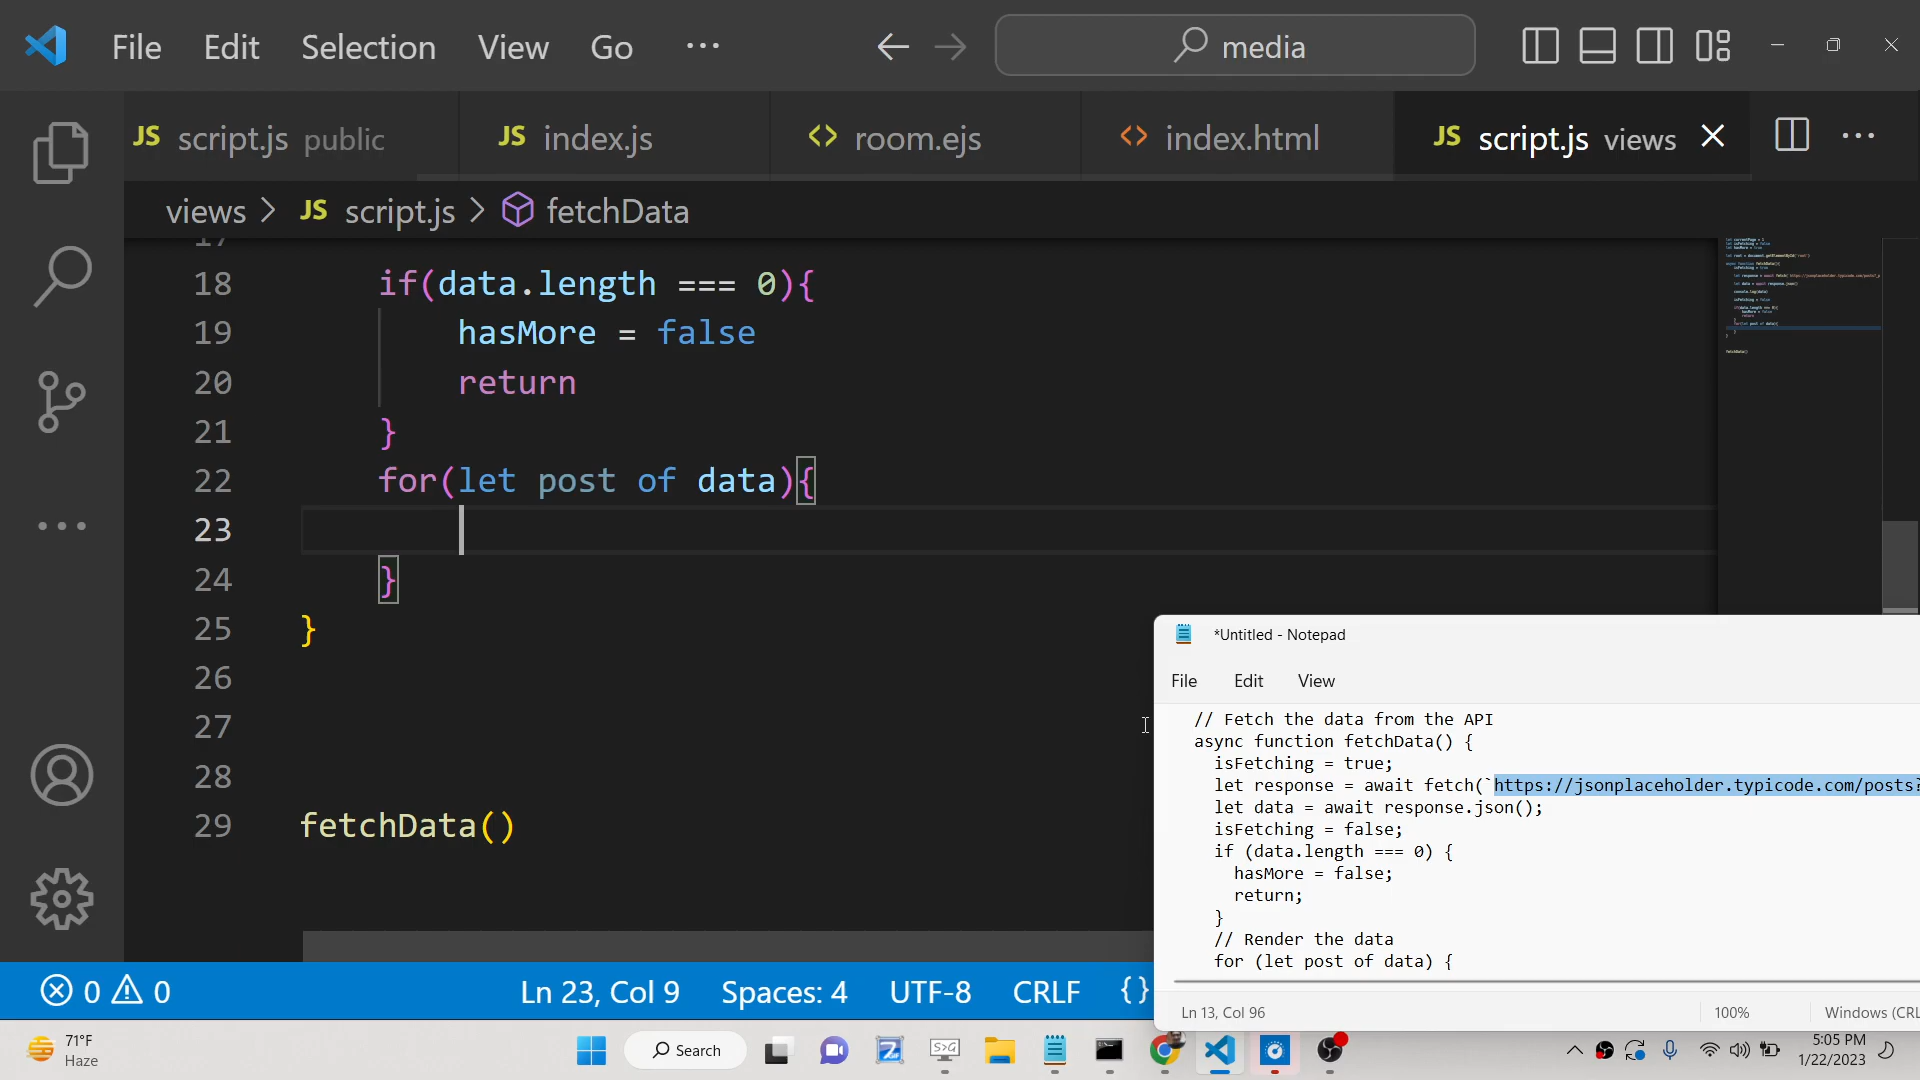 File Edit Selection View Go ··· media
JS script.js public JS index.js <> room.ejs <> index.html JS script.js views
views > JS script.js > fetchData
17
18 if(data.length === 0){
19 hasMore = false
20 return
21 }
22 for(let post of data){
23
24 }
25 }
26
27
28
29 fetchData()
*Untitled - Notepad
File Edit View
// Fetch the data from the API
async function fetchData() {
isFetching = true;
let response = await fetch(`https://jsonplaceholder.typicode.com/posts?
let data = await response.json();
isFetching = false;
if (data.length === 0) {
hasMore = false;
return;
}
// Render the data
for (let post of data) {
Ln 13, Col 96 100% Windows (CRL
0 0 Ln 23, Col 9 Spaces: 4 UTF-8 CRLF {}
71°F
Haze
Search
5:05 PM
1/22/2023